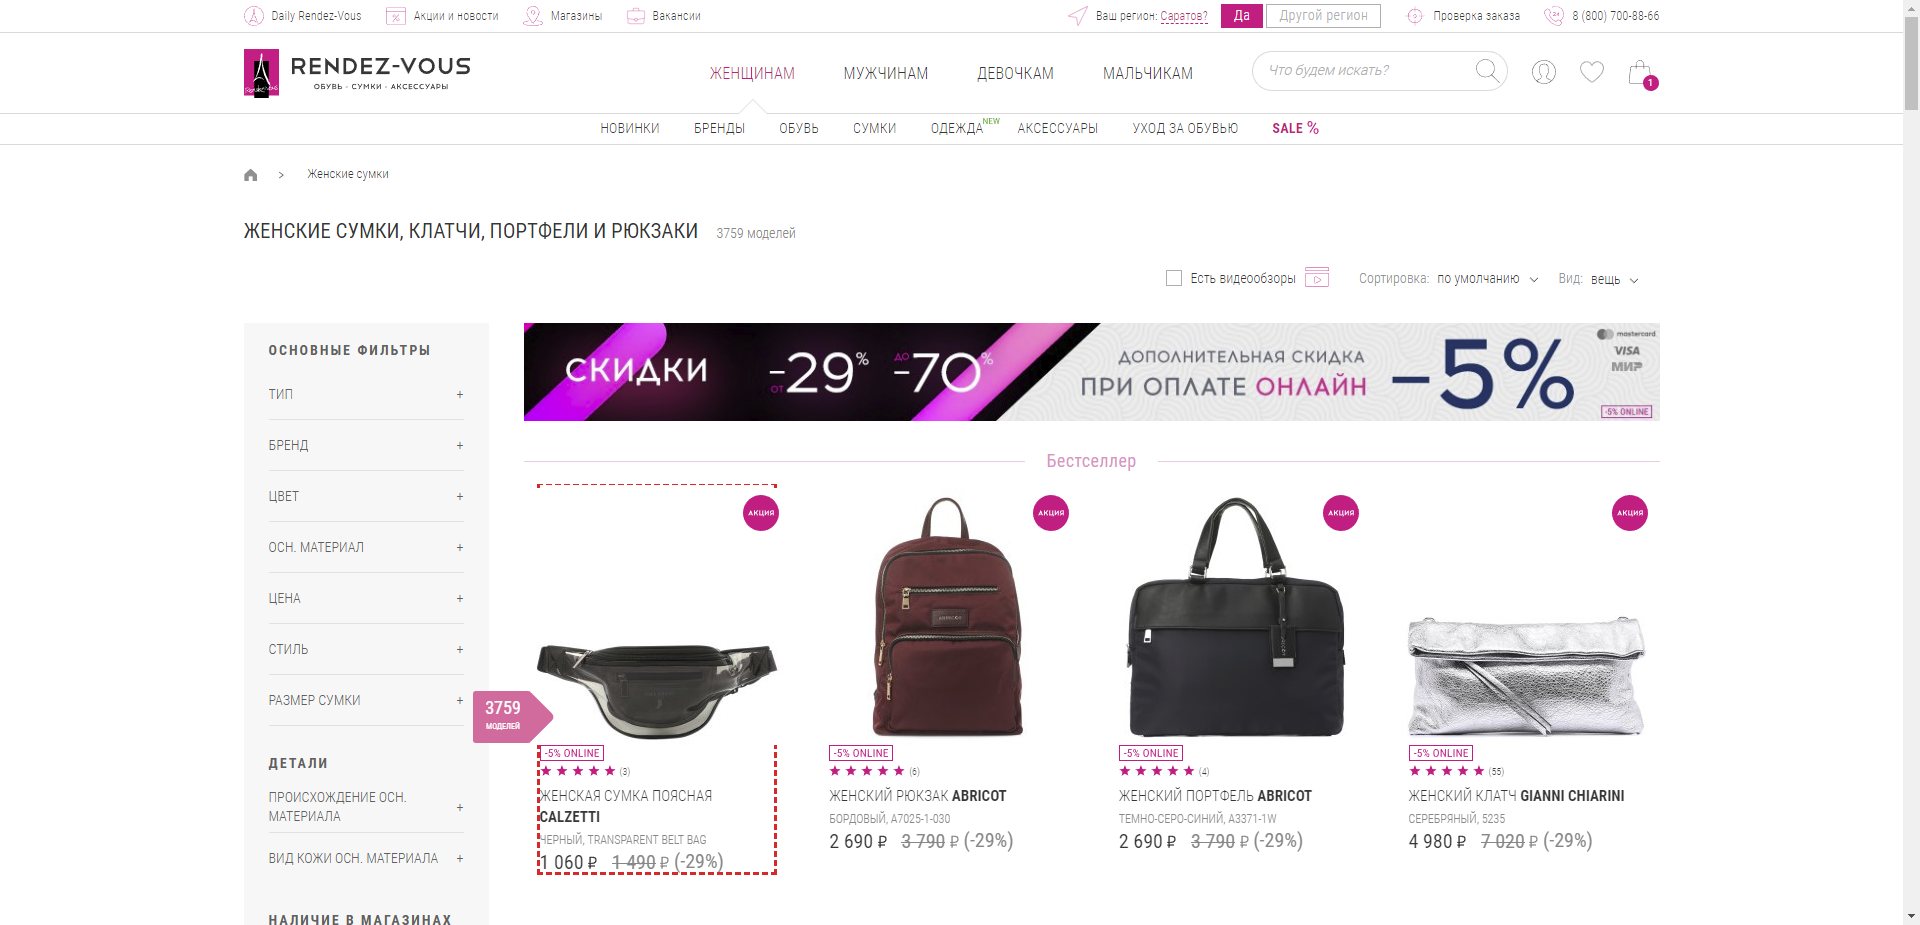 Daily Rendez-Vous
Акции и новости
Магазины
Вакансии
Ваш регион: Саратов?
Да
Другой регион
Проверка заказа
8 (800) 700-88-66
RENDEZ-VOUS
ОБУВЬ · СУМКИ · АКСЕССУАРЫ
ЖЕНЩИНАМ
МУЖЧИНАМ
ДЕВОЧКАМ
МАЛЬЧИКАМ
Что будем искать?
1
НОВИНКИ
БРЕНДЫ
ОБУВЬ
СУМКИ
ОДЕЖДА NEW
АКСЕССУАРЫ
УХОД ЗА ОБУВЬЮ
SALE %
> Женские сумки
ЖЕНСКИЕ СУМКИ, КЛАТЧИ, ПОРТФЕЛИ И РЮКЗАКИ 3759 моделей
Есть видеообзоры
Сортировка: по умолчанию
Вид: вещь
ОСНОВНЫЕ ФИЛЬТРЫ
ТИП +
БРЕНД +
ЦВЕТ +
ОСН. МАТЕРИАЛ +
ЦЕНА +
СТИЛЬ +
РАЗМЕР СУМКИ +
3759
МОДЕЛЕЙ
ДЕТАЛИ
ПРОИСХОЖДЕНИЕ ОСН.
МАТЕРИАЛА +
ВИД КОЖИ ОСН. МАТЕРИАЛА +
НАЛИЧИЕ В МАГАЗИНАХ
СКИДКИ
ОТ -29% ДО -70%
ДОПОЛНИТЕЛЬНАЯ СКИДКА
ПРИ ОПЛАТЕ ОНЛАЙН
-5%
mastercard
VISA
МИР
-5% ONLINE
Бестселлер
АКЦИЯ
-5% ONLINE
(3)
ЖЕНСКАЯ СУМКА ПОЯСНАЯ
CALZETTI
ЧЕРНЫЙ, TRANSPARENT BELT BAG
1 060 ₽ 1 490 ₽ (-29%)
АКЦИЯ
-5% ONLINE
(6)
ЖЕНСКИЙ РЮКЗАК ABRICOT
БОРДОВЫЙ, A7025-1-030
2 690 ₽ 3 790 ₽ (-29%)
АКЦИЯ
-5% ONLINE
(4)
ЖЕНСКИЙ ПОРТФЕЛЬ ABRICOT
ТЕМНО-СЕРО-СИНИЙ, A3371-1W
2 690 ₽ 3 790 ₽ (-29%)
АКЦИЯ
-5% ONLINE
(55)
ЖЕНСКИЙ КЛАТЧ GIANNI CHIARINI
СЕРЕБРЯНЫЙ, 5235
4 980 ₽ 7 020 ₽ (-29%)